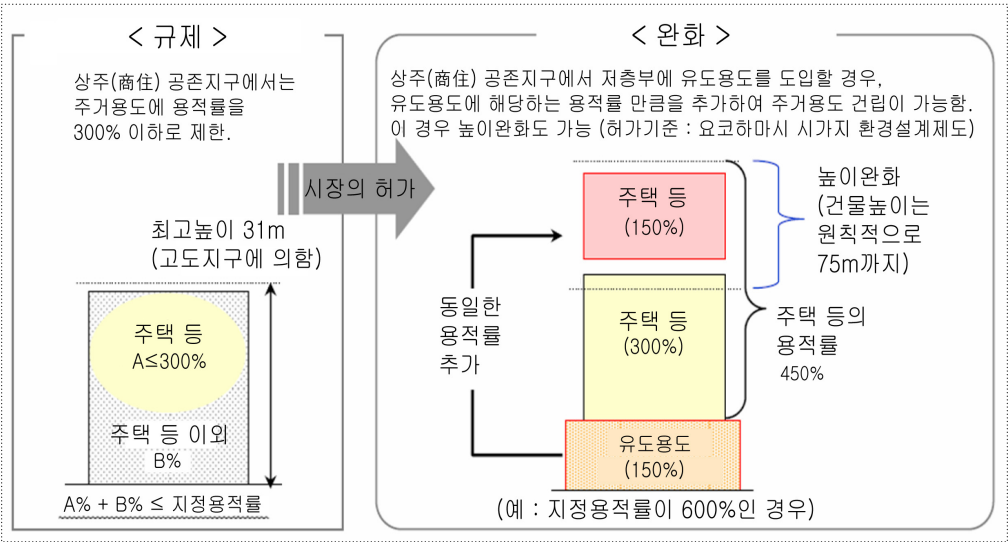 < 규제 >
상주(商住) 공존지구에서는
주거용도에 용적률을
300% 이하로 제한.
최고높이 31m
(고도지구에 의함)
주택 등
A≤300%
주택 등 이외
B%
A% + B% ≤ 지정용적률
시장의 허가
< 완화 >
상주(商住) 공존지구에서 저층부에 유도용도를 도입할 경우,
유도용도에 해당하는 용적률 만큼을 추가하여 주거용도 건립이 가능함.
이 경우 높이완화도 가능 (허가기준 : 요코하마시 시가지 환경설계제도)
주택 등
(150%)
높이완화
(건물높이는
원칙적으로
75m까지)
동일한
용적률
추가
주택 등
(300%)
주택 등의
용적률
450%
유도용도
(150%)
(예 : 지정용적률이 600%인 경우)